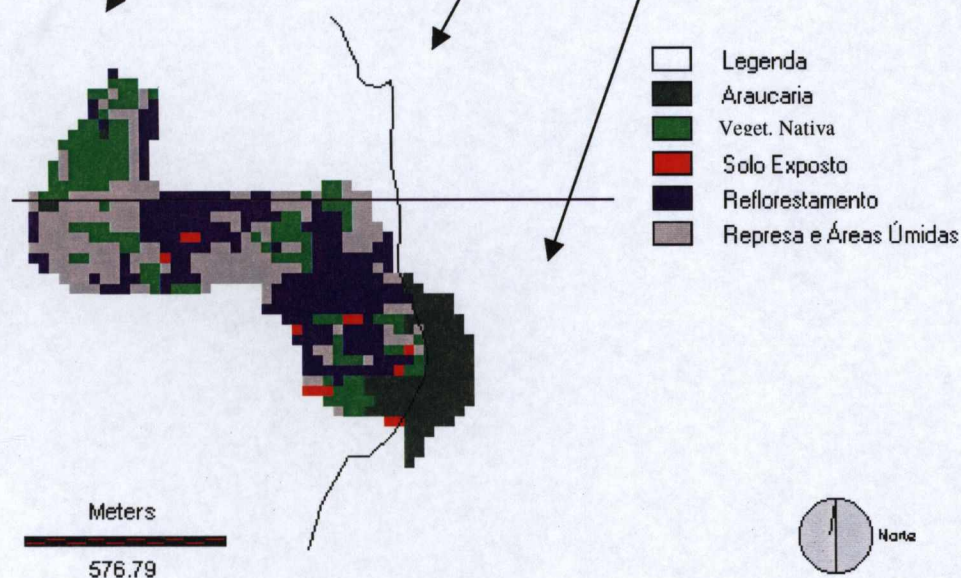 Legenda
Araucaria
Veget. Nativa
Solo Exposto
Reflorestamento
Represa e Áreas Úmidas
Meters
576.79
Norte